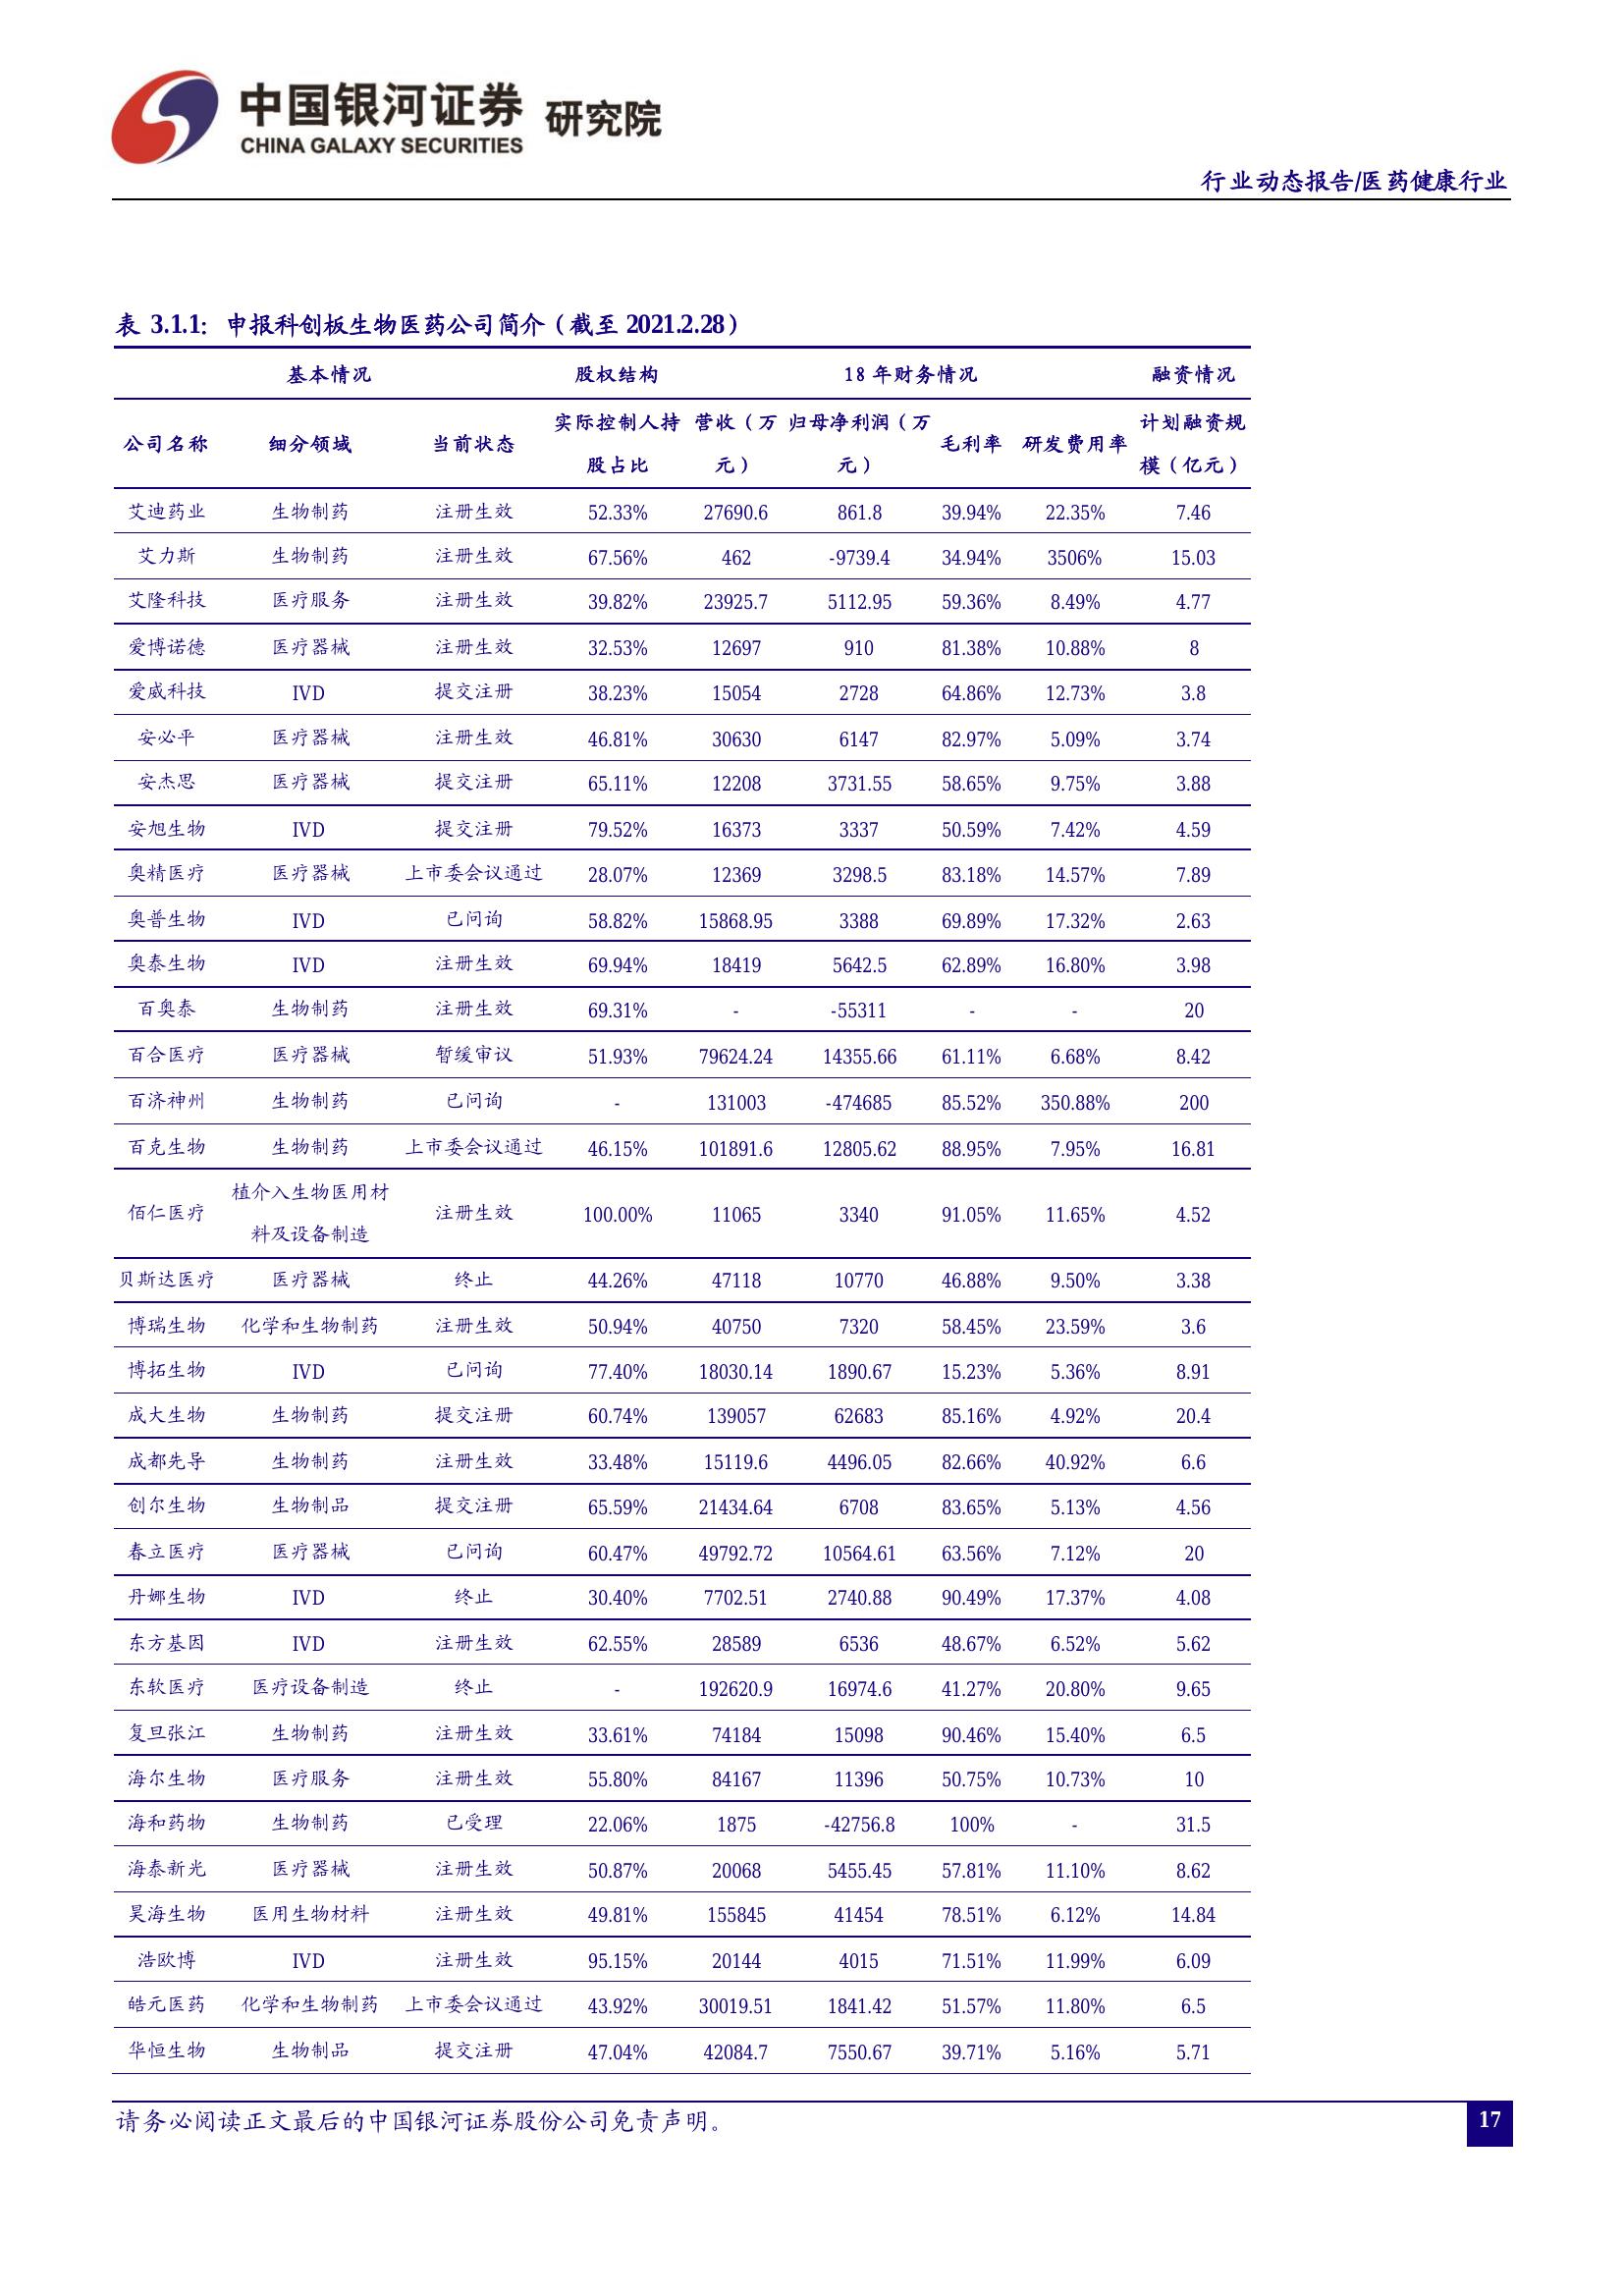 中国银河证券 研究院
CHINA GALAXY SECURITIES
行业动态报告/医药健康行业
表 3.1.1：申报科创板生物医药公司简介（截至 2021.2.28）
基本情况 股权结构 18 年财务情况 融资情况
公司名称 细分领域 当前状态 实际控制人持股占比 营收（万元） 归母净利润（万元） 毛利率 研发费用率 计划融资规模（亿元）
艾迪药业 生物制药 注册生效 52.33% 27690.6 861.8 39.94% 22.35% 7.46
艾力斯 生物制药 注册生效 67.56% 462 -9739.4 34.94% 3506% 15.03
艾隆科技 医疗服务 注册生效 39.82% 23925.7 5112.95 59.36% 8.49% 4.77
爱博诺德 医疗器械 注册生效 32.53% 12697 910 81.38% 10.88% 8
爱威科技 IVD 提交注册 38.23% 15054 2728 64.86% 12.73% 3.8
安必平 医疗器械 注册生效 46.81% 30630 6147 82.97% 5.09% 3.74
安杰思 医疗器械 提交注册 65.11% 12208 3731.55 58.65% 9.75% 3.88
安旭生物 IVD 提交注册 79.52% 16373 3337 50.59% 7.42% 4.59
奥精医疗 医疗器械 上市委会议通过 28.07% 12369 3298.5 83.18% 14.57% 7.89
奥普生物 IVD 已问询 58.82% 15868.95 3388 69.89% 17.32% 2.63
奥泰生物 IVD 注册生效 69.94% 18419 5642.5 62.89% 16.80% 3.98
百奥泰 生物制药 注册生效 69.31% - -55311 - - 20
百合医疗 医疗器械 暂缓审议 51.93% 79624.24 14355.66 61.11% 6.68% 8.42
百济神州 生物制药 已问询 - 131003 -474685 85.52% 350.88% 200
百克生物 生物制药 上市委会议通过 46.15% 101891.6 12805.62 88.95% 7.95% 16.81
佰仁医疗 植介入生物医用材料及设备制造 注册生效 100.00% 11065 3340 91.05% 11.65% 4.52
贝斯达医疗 医疗器械 终止 44.26% 47118 10770 46.88% 9.50% 3.38
博瑞生物 化学和生物制药 注册生效 50.94% 40750 7320 58.45% 23.59% 3.6
博拓生物 IVD 已问询 77.40% 18030.14 1890.67 15.23% 5.36% 8.91
成大生物 生物制药 提交注册 60.74% 139057 62683 85.16% 4.92% 20.4
成都先导 生物制药 注册生效 33.48% 15119.6 4496.05 82.66% 40.92% 6.6
创尔生物 生物制品 提交注册 65.59% 21434.64 6708 83.65% 5.13% 4.56
春立医疗 医疗器械 已问询 60.47% 49792.72 10564.61 63.56% 7.12% 20
丹娜生物 IVD 终止 30.40% 7702.51 2740.88 90.49% 17.37% 4.08
东方基因 IVD 注册生效 62.55% 28589 6536 48.67% 6.52% 5.62
东软医疗 医疗设备制造 终止 - 192620.9 16974.6 41.27% 20.80% 9.65
复旦张江 生物制药 注册生效 33.61% 74184 15098 90.46% 15.40% 6.5
海尔生物 医疗服务 注册生效 55.80% 84167 11396 50.75% 10.73% 10
海和药物 生物制药 已受理 22.06% 1875 -42756.8 100% - 31.5
海泰新光 医疗器械 注册生效 50.87% 20068 5455.45 57.81% 11.10% 8.62
昊海生物 医用生物材料 注册生效 49.81% 155845 41454 78.51% 6.12% 14.84
浩欧博 IVD 注册生效 95.15% 20144 4015 71.51% 11.99% 6.09
皓元医药 化学和生物制药 上市委会议通过 43.92% 30019.51 1841.42 51.57% 11.80% 6.5
华恒生物 生物制品 提交注册 47.04% 42084.7 7550.67 39.71% 5.16% 5.71
请务必阅读正文最后的中国银河证券股份公司免责声明。
17